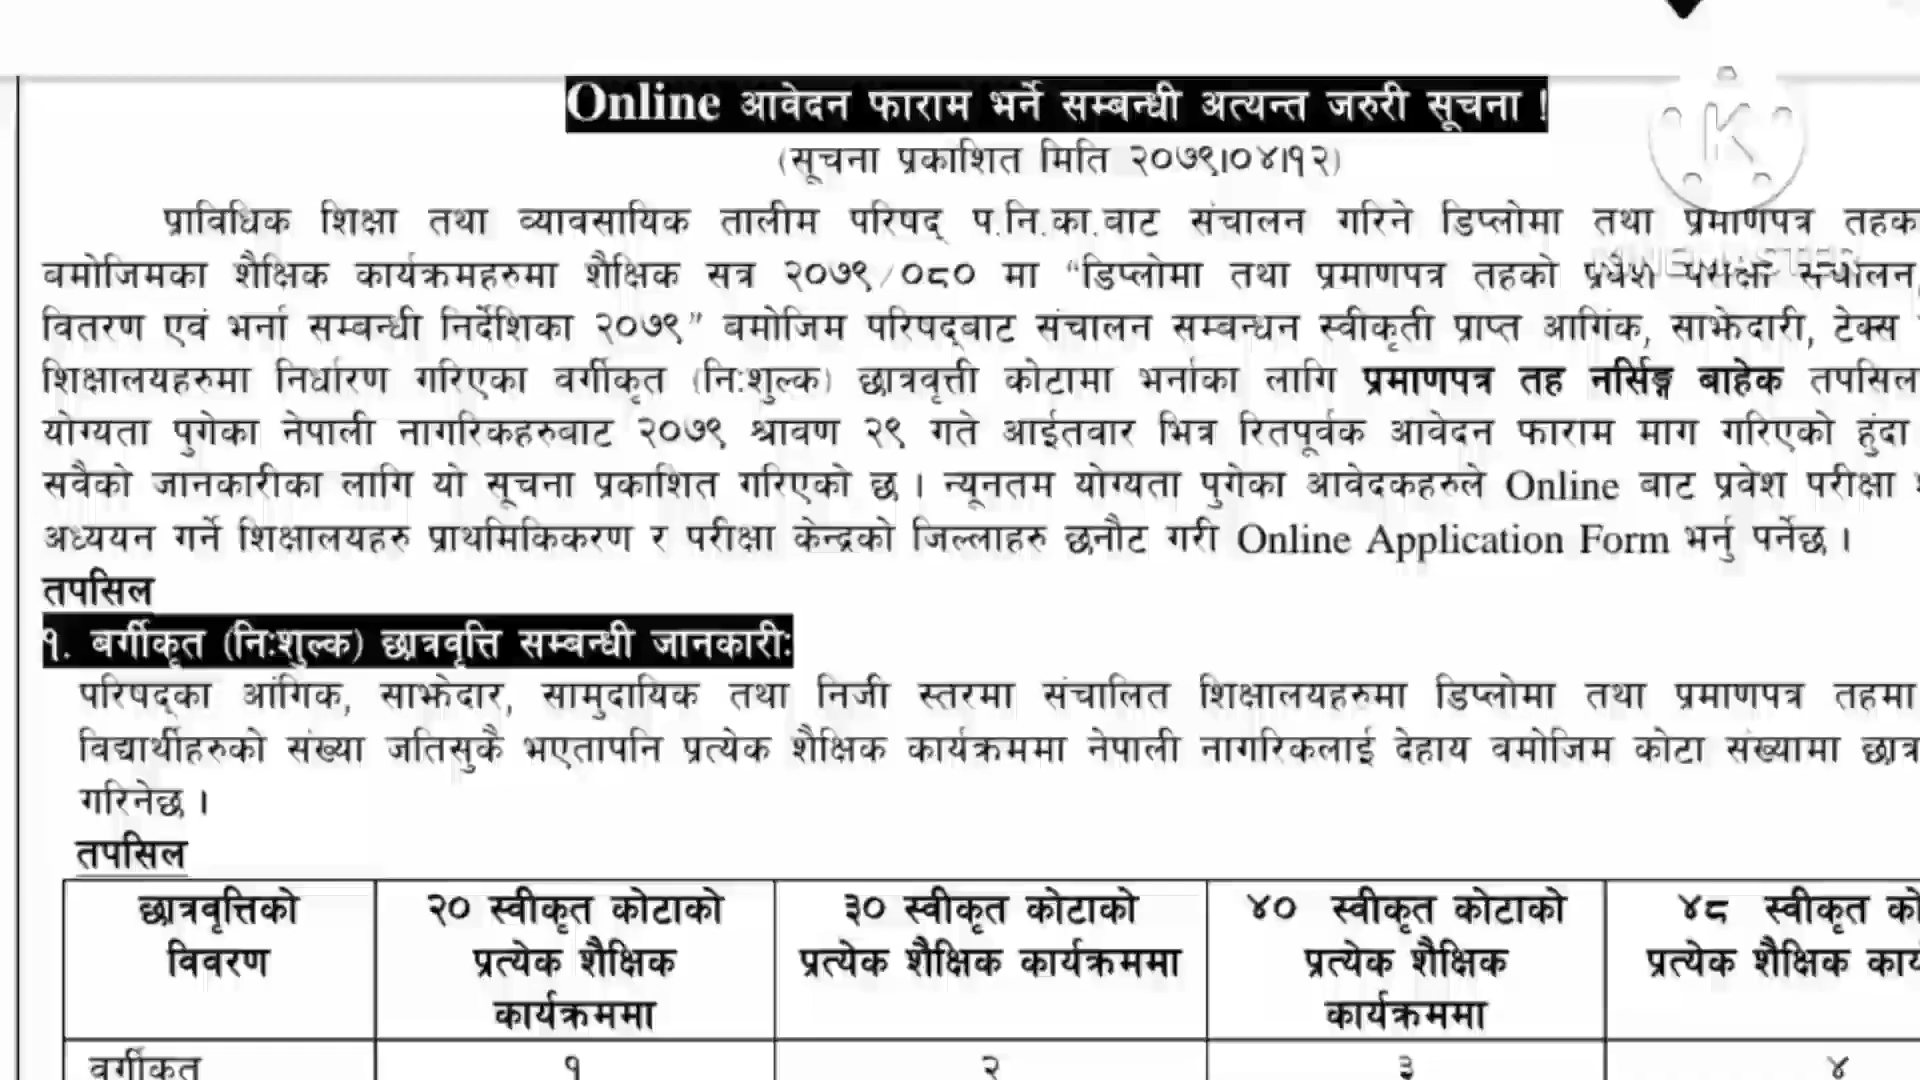 Online आवेदन फाराम भर्ने सम्बन्धी अत्यन्त जरुरी सूचना !
(सूचना प्रकाशित मिति २०७९।०४।१२)
प्राविधिक शिक्षा तथा व्यावसायिक तालीम परिषद् प.नि.का.बाट संचालन गरिने डिप्लोमा तथा प्रमाणपत्र तहक
बमोजिमका शैक्षिक कार्यक्रमहरुमा शैक्षिक सत्र २०७९/०८० मा “डिप्लोमा तथा प्रमाणपत्र तहको प्रवेश परीक्षा संचालन,
वितरण एवं भर्ना सम्बन्धी निर्देशिका २०७९” बमोजिम परिषद्बाट संचालन सम्बन्धन स्वीकृती प्राप्त आगिंक, साझेदारी, टेक्स
शिक्षालयहरुमा निर्धारण गरिएका वर्गीकृत (नि:शुल्क) छात्रवृत्ती कोटामा भर्नाका लागि प्रमाणपत्र तह नर्सिङ्ग बाहेक तपसिल
योग्यता पुगेका नेपाली नागरिकहरुबाट २०७९ श्रावण २९ गते आईतवार भित्र रितपूर्वक आवेदन फाराम माग गरिएको हुंदा
सवैको जानकारीका लागि यो सूचना प्रकाशित गरिएको छ । न्यूनतम योग्यता पुगेका आवेदकहरुले Online बाट प्रवेश परीक्षा
अध्ययन गर्ने शिक्षालयहरु प्राथमिकिकरण र परीक्षा केन्द्रको जिल्लाहरु छनौट गरी Online Application Form भर्नु पर्नेछ ।
तपसिल
१. बर्गीकृत (नि:शुल्क) छात्रवृत्ति सम्बन्धी जानकारी:
परिषद्का आंगिक, साझेदार, सामुदायिक तथा निजी स्तरमा संचालित शिक्षालयहरुमा डिप्लोमा तथा प्रमाणपत्र तहमा
विद्यार्थीहरुको संख्या जतिसुकै भएतापनि प्रत्येक शैक्षिक कार्यक्रममा नेपाली नागरिकलाई देहाय वमोजिम कोटा संख्यामा छात्र
गरिनेछ ।
तपसिल
छात्रवृत्तिको विवरण
२० स्वीकृत कोटाको प्रत्येक शैक्षिक कार्यक्रममा
३० स्वीकृत कोटाको प्रत्येक शैक्षिक कार्यक्रममा
४० स्वीकृत कोटाको प्रत्येक शैक्षिक कार्यक्रममा
४८ स्वीकृत को प्रत्येक शैक्षिक कार्य
वर्गीकृत १ २ ३ ४
KINEMASTER